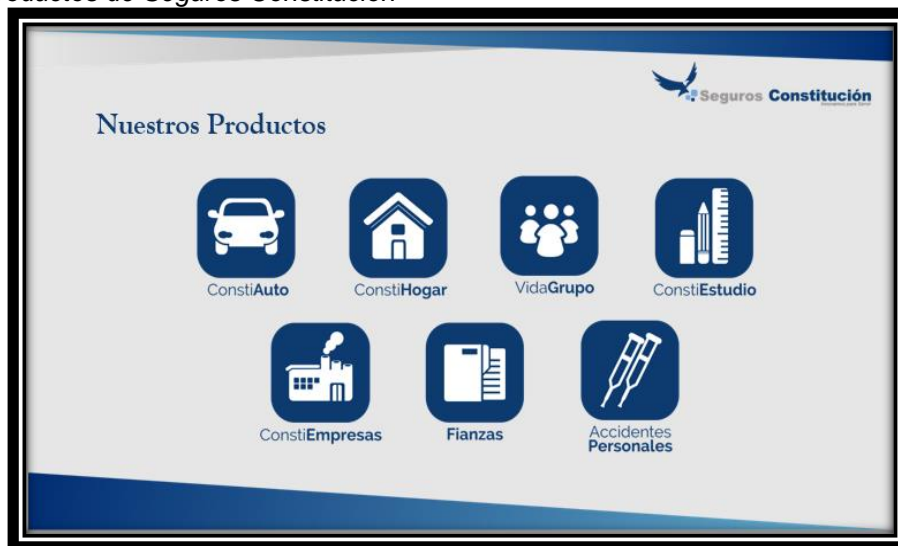 Seguros Constitución
Nuestros Productos
ConstiAuto
ConstiHogar
VidaGrupo
ConstiEstudio
ConstiEmpresas
Fianzas
Accidentes
Personales